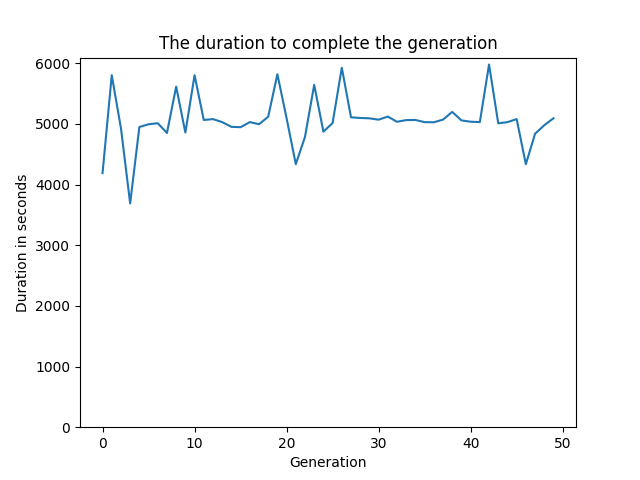 The duration to complete the generation
6000
5000
4000
3000
2000
1000
0
Duration in seconds
0 10 20 30 40 50
Generation